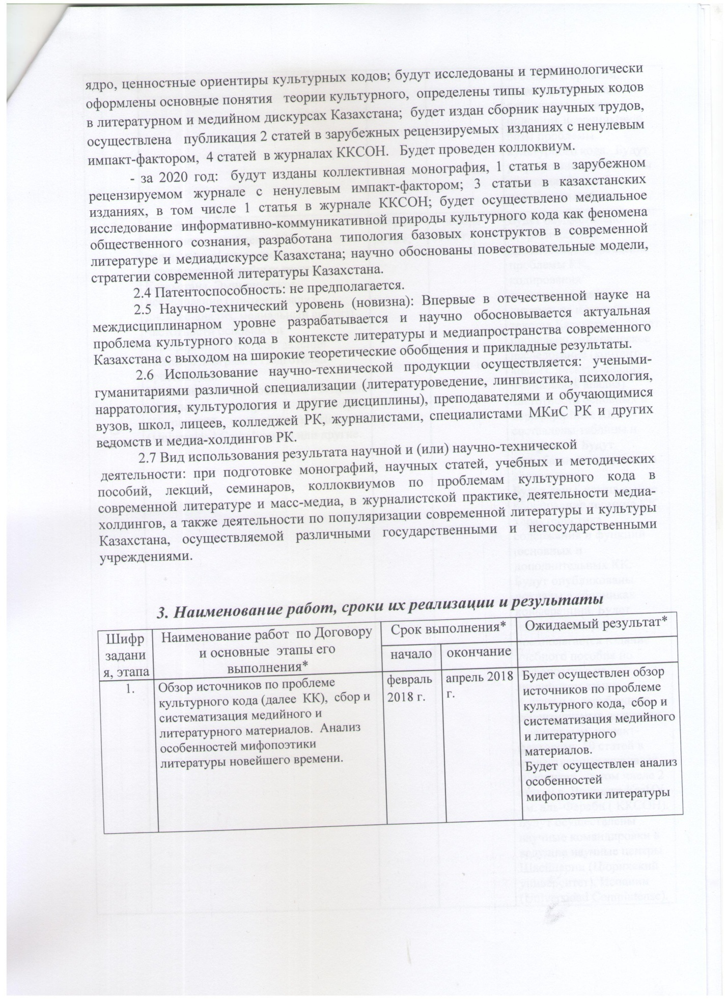 ядро, ценностные ориентиры культурных кодов; будут исследованы и терминологически
оформлены основные понятия теории культурного, определены типы культурных кодов
в литературном и медийном дискурсах Казахстана; будет издан сборник научных трудов,
осуществлена публикация 2 статей в зарубежных рецензируемых изданиях с ненулевым
импакт-фактором, 4 статей в журналах ККСОН. Будет проведен коллоквиум.
- за 2020 год: будут изданы коллективная монография, 1 статья в зарубежном
рецензируемом журнале с ненулевым импакт-фактором; 3 статьи в казахстанских
изданиях, в том числе 1 статья в журнале ККСОН; будет осуществлено медиальное
исследование информативно-коммуникативной природы культурного кода как феномена
общественного сознания, разработана типология базовых конструктов в современной
литературе и медиадискурсе Казахстана; научно обоснованы повествовательные модели,
стратегии современной литературы Казахстана.
2.4 Патентоспособность: не предполагается.
2.5 Научно-технический уровень (новизна): Впервые в отечественной науке на
междисциплинарном уровне разрабатывается и научно обосновывается актуальная
проблема культурного кода в контексте литературы и медиапространства современного
Казахстана с выходом на широкие теоретические обобщения и прикладные результаты.
2.6 Использование научно-технической продукции осуществляется: учеными-
гуманитариями различной специализации (литературоведение, лингвистика, психология,
нарратология, культурология и другие дисциплины), преподавателями и обучающимися
вузов, школ, лицеев, колледжей РК, журналистами, специалистами МКиС РК и других
ведомств и медиа-холдингов РК.
2.7 Вид использования результата научной и (или) научно-технической
деятельности: при подготовке монографий, научных статей, учебных и методических
пособий, лекций, семинаров, коллоквиумов по проблемам культурного кода в
современной литературе и масс-медиа, в журналистской практике, деятельности медиа-
холдингов, а также деятельности по популяризации современной литературы и культуры
Казахстана, осуществляемой различными государственными и негосударственными
учреждениями.
3. Наименование работ, сроки их реализации и результаты
Шифр
задани
я, этапа
Наименование работ по Договору
и основные этапы его
выполнения*
Срок выполнения*
Ожидаемый результат*
начало
окончание
1.
Обзор источников по проблеме
культурного кода (далее КК), сбор и
систематизация медийного и
литературного материалов. Анализ
особенностей мифопоэтики
литературы новейшего времени.
февраль
2018 г.
апрель 2018
г.
Будет осуществлен обзор
источников по проблеме
культурного кода, сбор и
систематизация медийного
и литературного
материалов.
Будет осуществлен анализ
особенностей
мифопоэтики литературы